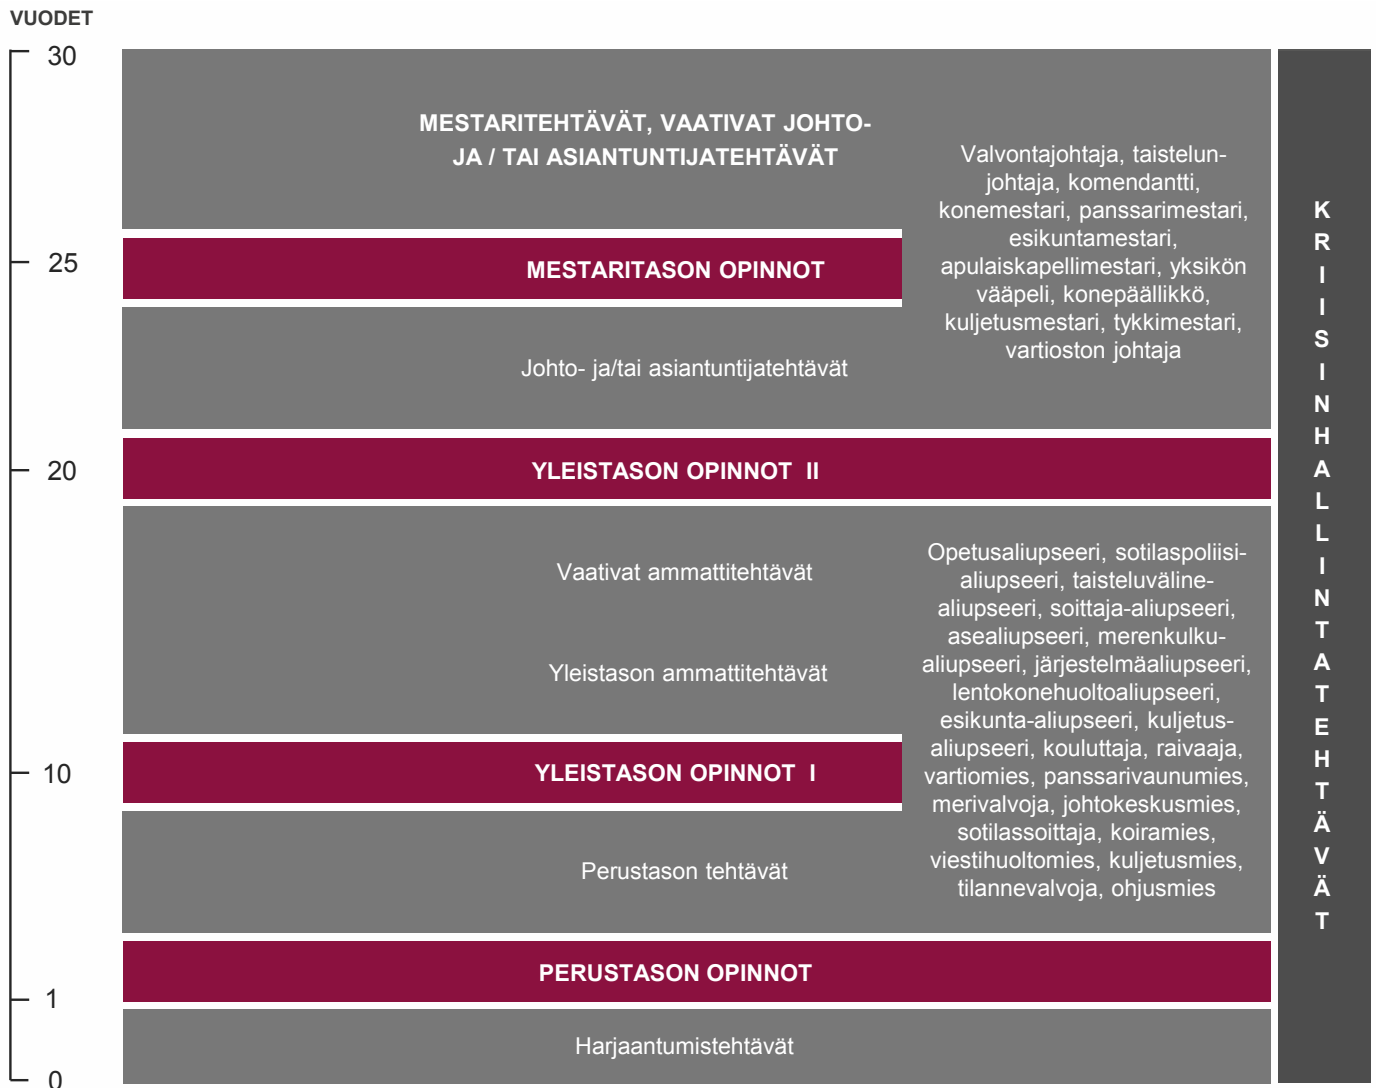 VUODET
30
MESTARITEHTÄVÄT, VAATIVAT JOHTO-
JA / TAI ASIANTUNTIJATEHTÄVÄT
Valvontajohtaja, taistelun-
johtaja, komendantti,
konemestari, panssarimestari,
esikuntamestari,
apulaiskapellimestari, yksikön
vääpeli, konepäällikkö,
kuljetusmestari, tykkimestari,
vartioston johtaja
25
MESTARITASON OPINNOT
Johto- ja/tai asiantuntijatehtävät
20
YLEISTASON OPINNOT II
Vaativat ammattitehtävät
Yleistason ammattitehtävät
Opetusaliupseeri, sotilaspoliisi-
aliupseeri, taisteluväline-
aliupseeri, soittaja-aliupseeri,
asealiupseeri, merenkulku-
aliupseeri, järjestelmäaliupseeri,
lentokonehuoltoaliupseeri,
esikunta-aliupseeri, kuljetus-
aliupseeri, kouluttaja, raivaaja,
vartiomies, panssarivaunumies,
merivalvoja, johtokeskusmies,
sotilassoittaja, koiramies,
viestihuoltomies, kuljetusmies,
tilannevalvoja, ohjusmies
10
YLEISTASON OPINNOT I
Perustason tehtävät
PERUSTASON OPINNOT
1
Harjaantumistehtävät
0
KRIISINHALLINTATEHTÄVÄT